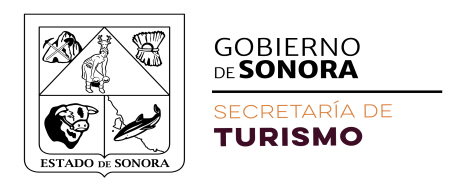 ESTADO DE SONORA
GOBIERNO
DE SONORA
SECRETARÍA DE
TURISMO